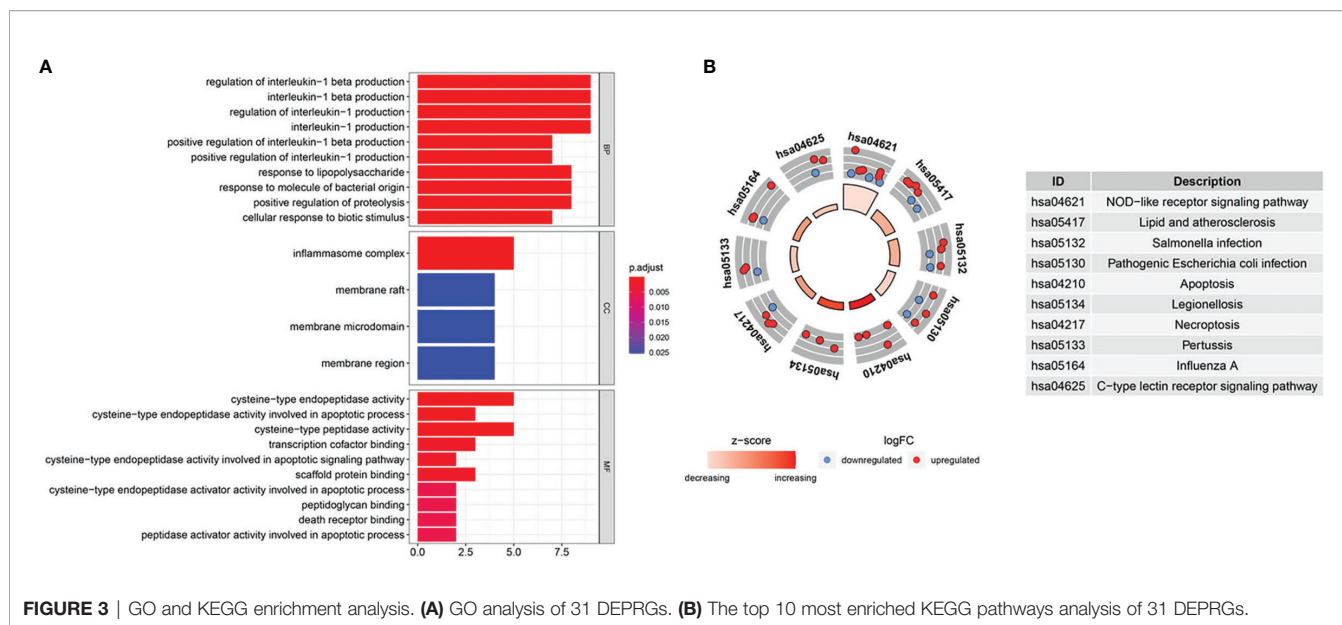 A
regulation of interleukin−1 beta production
interleukin−1 beta production
regulation of interleukin−1 production
interleukin−1 production
positive regulation of interleukin−1 beta production
positive regulation of interleukin−1 production
response to lipopolysaccharide
response to molecule of bacterial origin
positive regulation of proteolysis
cellular response to biotic stimulus
BP
inflammasome complex
membrane raft
membrane microdomain
membrane region
CC
cysteine−type endopeptidase activity
cysteine−type endopeptidase activity involved in apoptotic process
cysteine−type peptidase activity
transcription cofactor binding
cysteine−type endopeptidase activity involved in apoptotic signaling pathway
scaffold protein binding
cysteine−type endopeptidase activator activity involved in apoptotic process
peptidoglycan binding
death receptor binding
peptidase activator activity involved in apoptotic process
MF
0.0 2.5 5.0 7.5
p.adjust
0.005
0.010
0.015
0.020
0.025
B
hsa04621
hsa05417
hsa05132
hsa05130
hsa04210
hsa05134
hsa04217
hsa05133
hsa05164
hsa04625
z−score
decreasing increasing
logFC
downregulated upregulated
ID Description
hsa04621 NOD-like receptor signaling pathway
hsa05417 Lipid and atherosclerosis
hsa05132 Salmonella infection
hsa05130 Pathogenic Escherichia coli infection
hsa04210 Apoptosis
hsa05134 Legionellosis
hsa04217 Necroptosis
hsa05133 Pertussis
hsa05164 Influenza A
hsa04625 C-type lectin receptor signaling pathway
FIGURE 3 | GO and KEGG enrichment analysis. (A) GO analysis of 31 DEPRGs. (B) The top 10 most enriched KEGG pathways analysis of 31 DEPRGs.